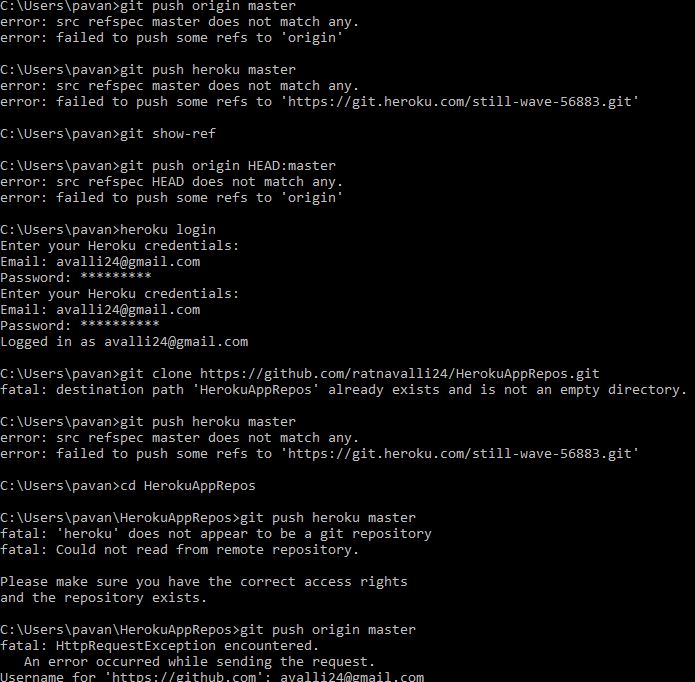 C:\Users\pavan>git push origin master
error: src refspec master does not match any.
error: failed to push some refs to 'origin'
C:\Users\pavan>git push heroku master
error: src refspec master does not match any.
error: failed to push some refs to 'https://git.heroku.com/still-wave-56883.git'
C:\Users\pavan>git show-ref
C:\Users\pavan>git push origin HEAD:master
error: src refspec HEAD does not match any.
error: failed to push some refs to 'origin'
C:\Users\pavan>heroku login
Enter your Heroku credentials:
Email: avalli24@gmail.com
Password: *********
Enter your Heroku credentials:
Email: avalli24@gmail.com
Password: **********
Logged in as avalli24@gmail.com
C:\Users\pavan>git clone https://github.com/ratnavalli24/HerokuAppRepos.git
fatal: destination path 'HerokuAppRepos' already exists and is not an empty directory.
C:\Users\pavan>git push heroku master
error: src refspec master does not match any.
error: failed to push some refs to 'https://git.heroku.com/still-wave-56883.git'
C:\Users\pavan>cd HerokuAppRepos
C:\Users\pavan\HerokuAppRepos>git push heroku master
fatal: 'heroku' does not appear to be a git repository
fatal: Could not read from remote repository.
Please make sure you have the correct access rights
and the repository exists.
C:\Users\pavan\HerokuAppRepos>git push origin master
fatal: HttpRequestException encountered.
An error occurred while sending the request.
Username for 'https://github.com': avalli24@gmail.com